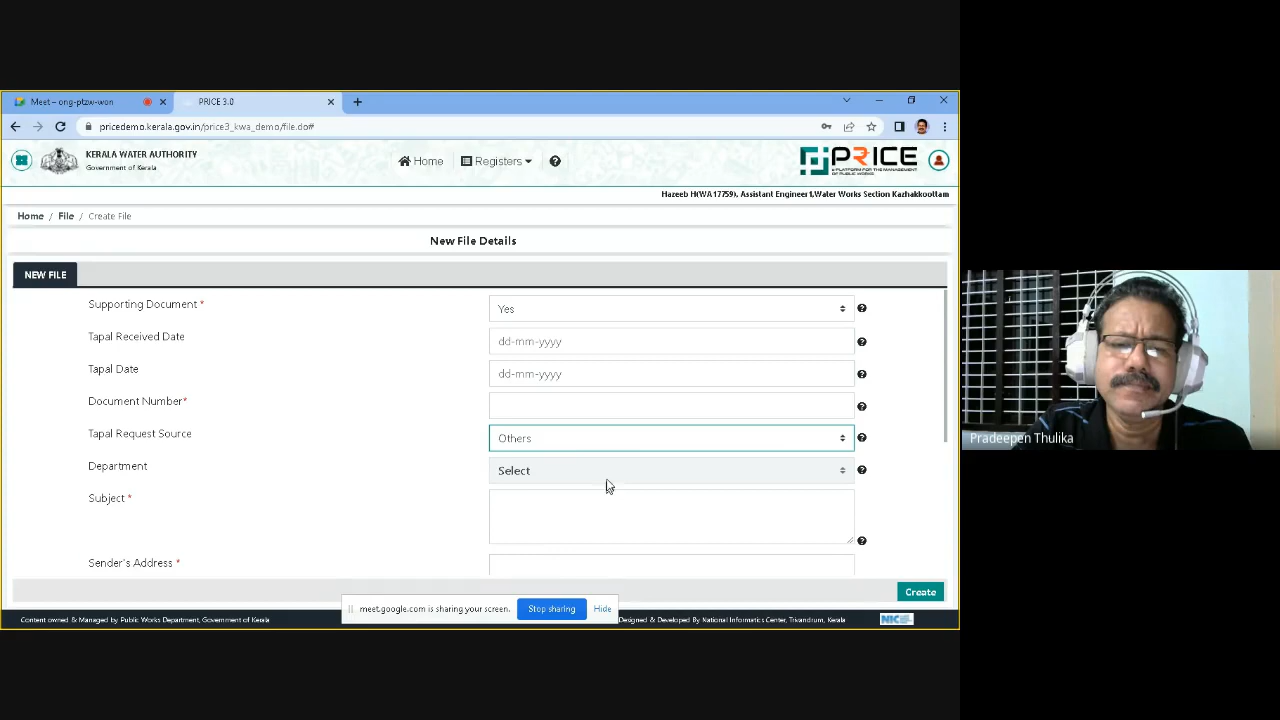 Meet – ong-ptzw-won
PRICE 3.0
pricedemo.kerala.gov.in/price3_kwa_demo/file.do#
KERALA WATER AUTHORITY
Government of Kerala
Home
Registers
PRICE
e-PLATFORM FOR THE MANAGEMENT
OF PUBLIC WORKS
Hazeeb H(WA17759), Assistant Engineer1,Water Works Section Kazhakkoottam
Home / File / Create File
New File Details
NEW FILE
Supporting Document * Yes
Tapal Received Date dd-mm-yyyy
Tapal Date dd-mm-yyyy
Document Number*
Tapal Request Source Others
Department Select
Subject *
Sender's Address *
Create
meet.google.com is sharing your screen. Stop sharing Hide
Content owned & Managed by Public Works Department, Government of Kerala
Designed & Developed By National Informatics Center, Trivandrum, Kerala
NIC
Pradeepen Thulika